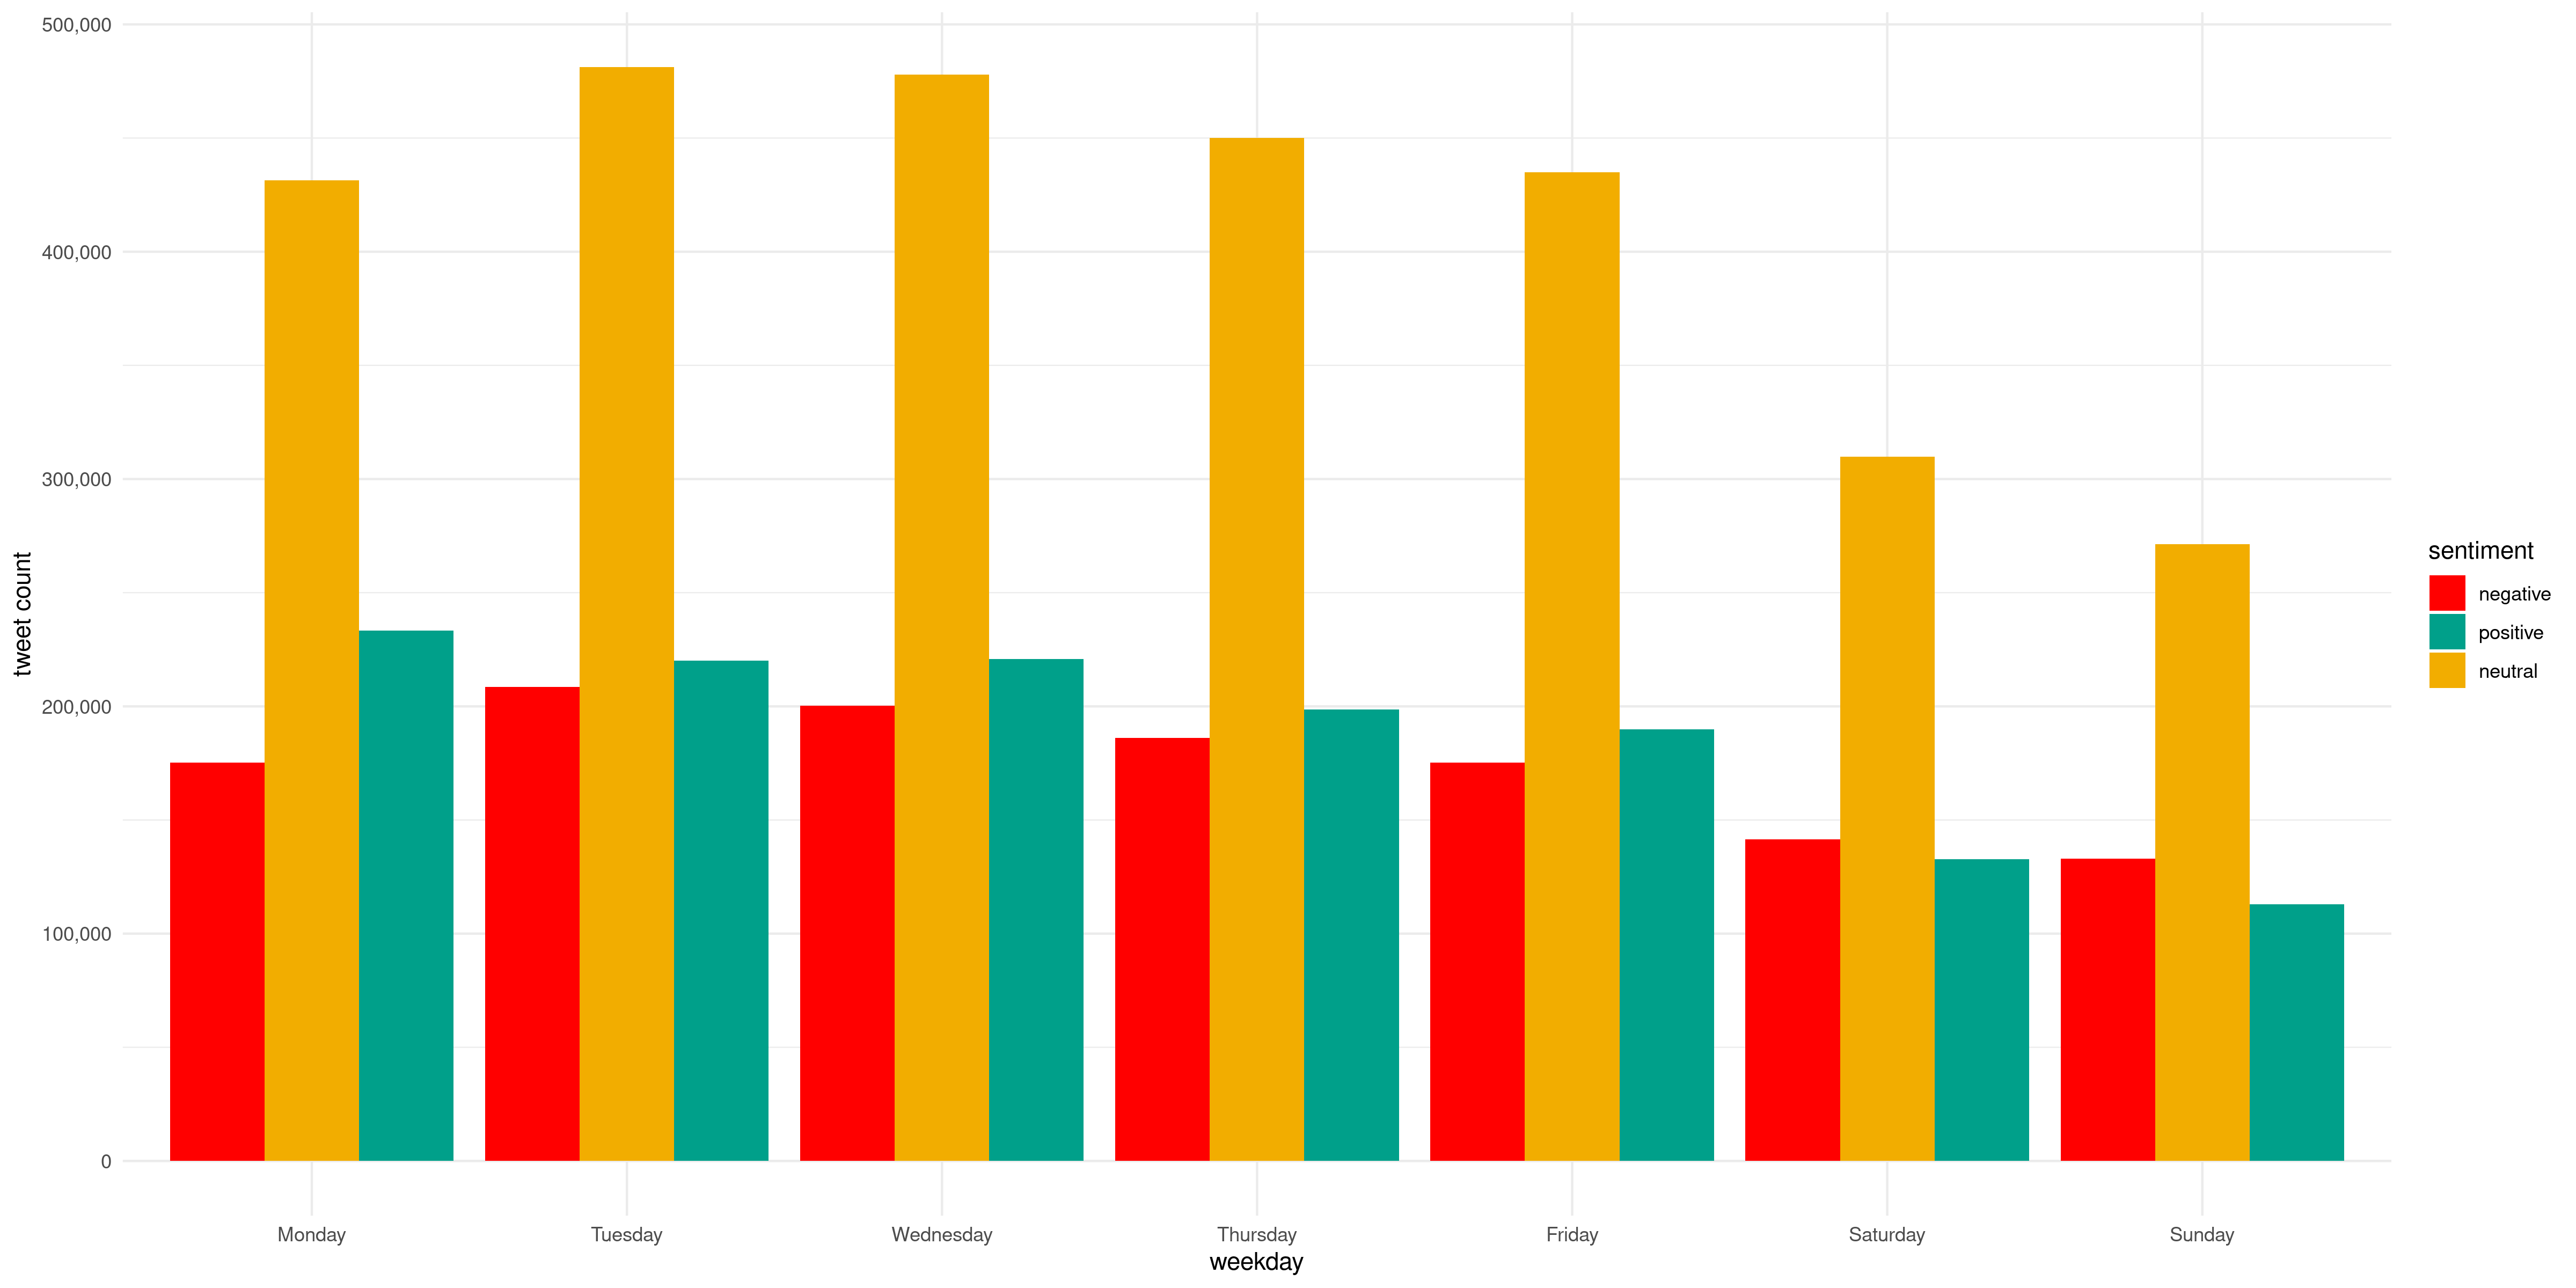 500,000
400,000
300,000
200,000
100,000
0
tweet count
Monday Tuesday Wednesday Thursday Friday Saturday Sunday
weekday
sentiment
negative
positive
neutral